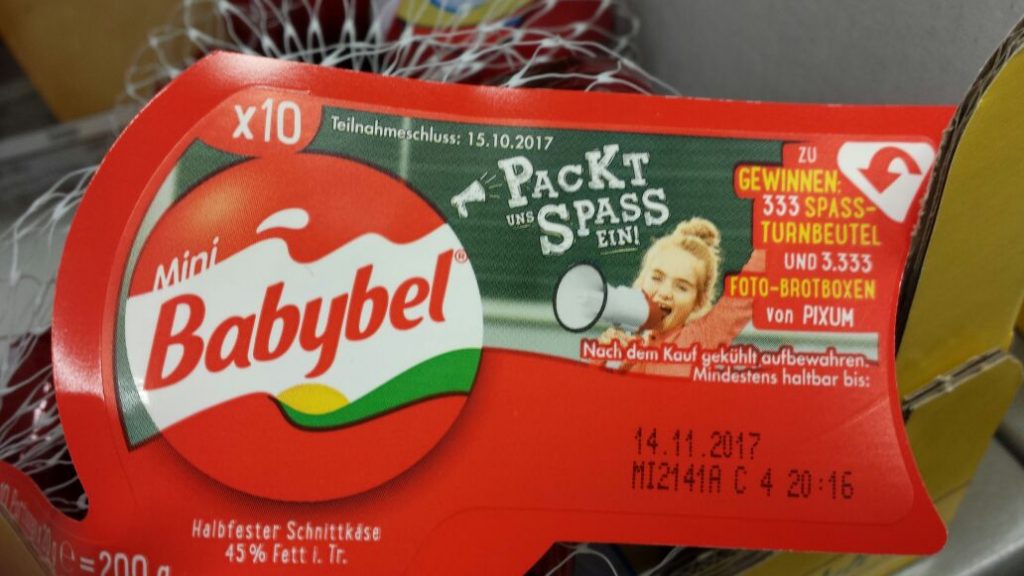 x10
Teilnahmeschluss: 15.10.2017
PACKT
UNS SPASS
EIN!
ZU
GEWINNEN:
333 SPASS-
TURNBEUTEL
UND 3.333
FOTO-BROTBOXEN
von PIXUM
Mini
Babybel®
Nach dem Kauf gekühlt aufbewahren.
Mindestens haltbar bis:
14.11.2017
MI2141A C 4 20:16
Halbfester Schnittkäse
45 % Fett i. Tr.
℮ = 200 g